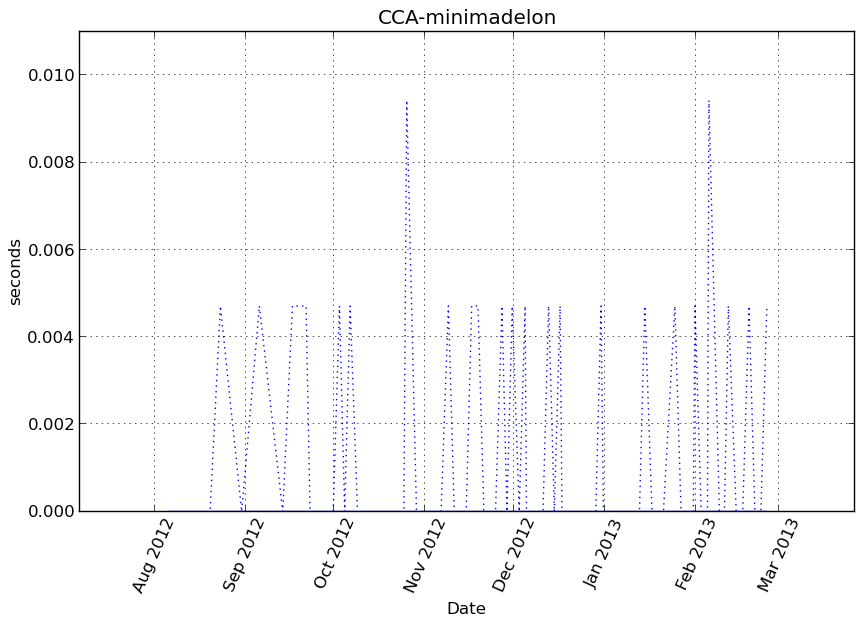 CCA-minimadelon
0.010
0.008
0.006
0.004
0.002
0.000
seconds
Aug 2012
Sep 2012
Oct 2012
Nov 2012
Dec 2012
Jan 2013
Feb 2013
Mar 2013
Date